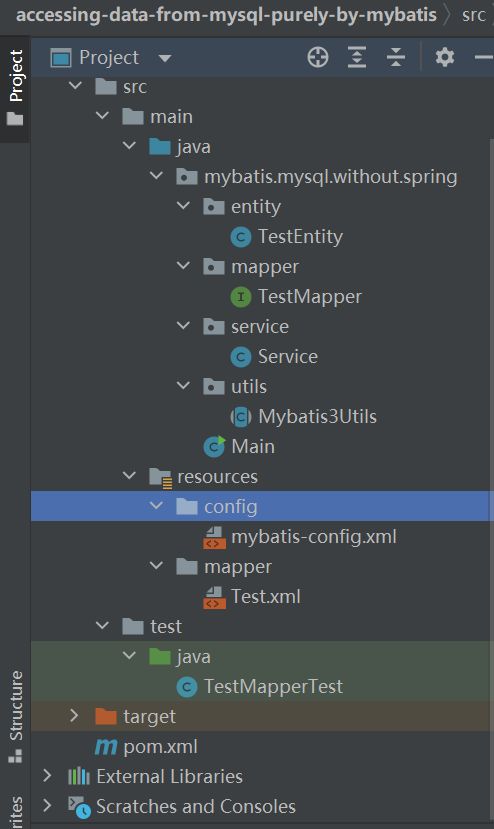 accessing-data-from-mysql-purely-by-mybatis src
Project
Project
src
main
java
mybatis.mysql.without.spring
entity
C TestEntity
mapper
I TestMapper
service
C Service
utils
C Mybatis3Utils
C Main
resources
config
mybatis-config.xml
mapper
Test.xml
test
java
C TestMapperTest
target
m pom.xml
External Libraries
Scratches and Consoles
Structure
rites